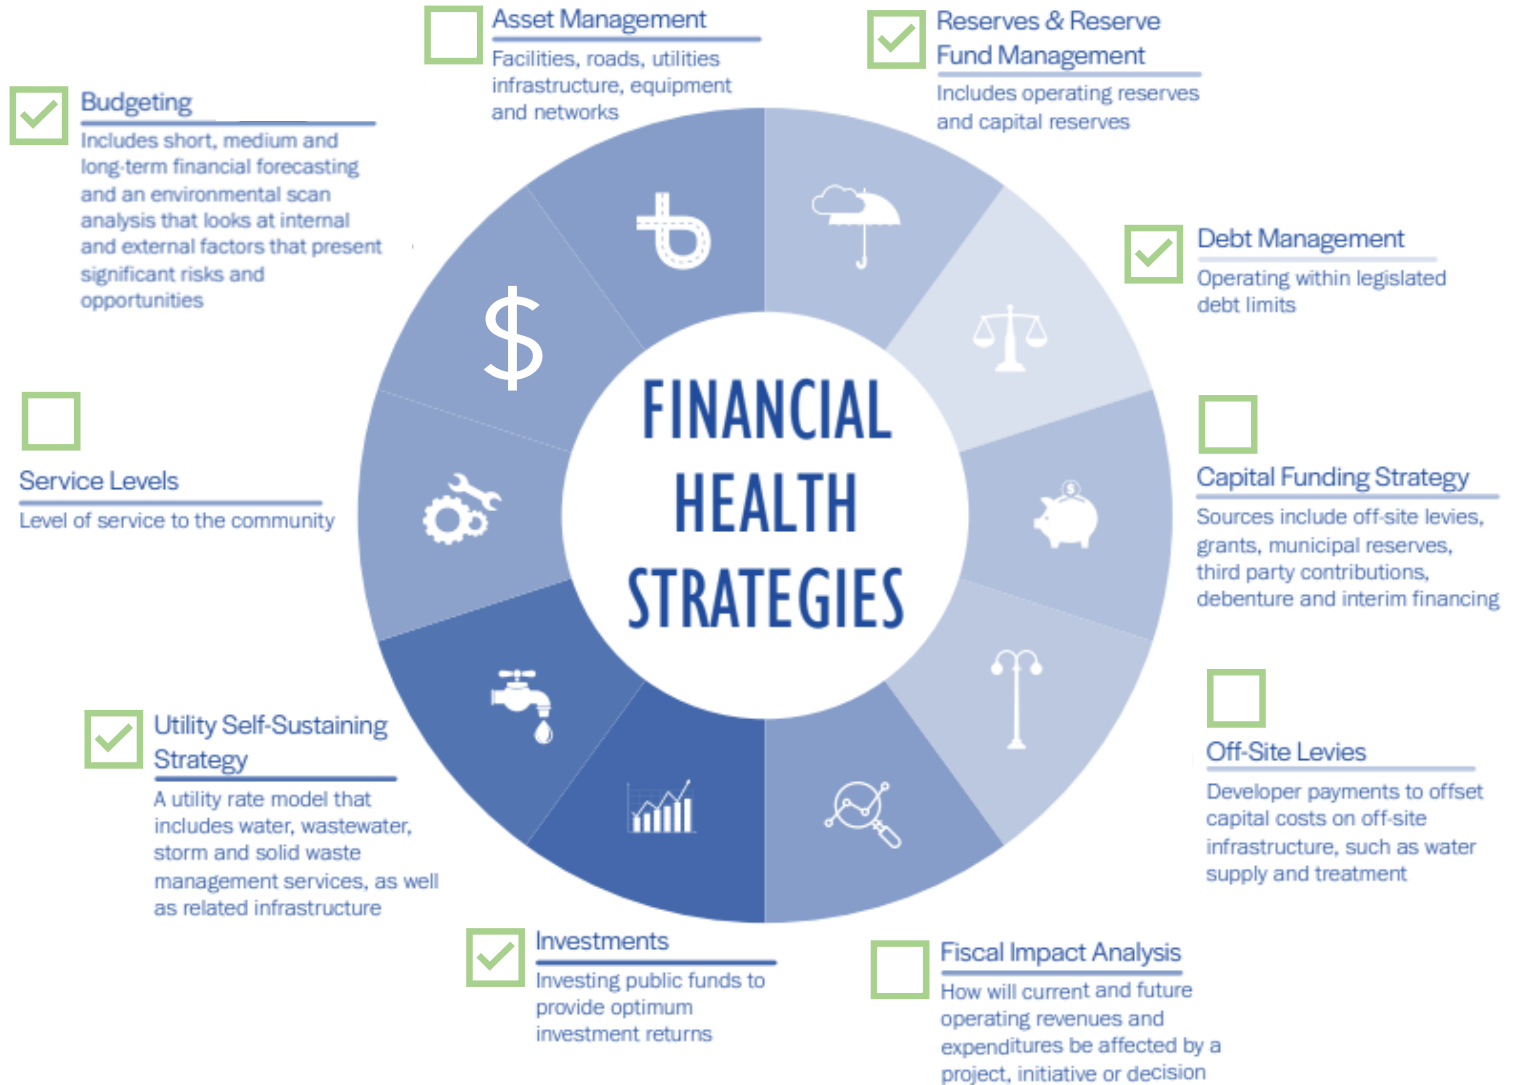 Asset Management
Facilities, roads, utilities
infrastructure, equipment
and networks
Reserves & Reserve
Fund Management
Includes operating reserves
and capital reserves
Budgeting
Includes short, medium and
long-term financial forecasting
and an environmental scan
analysis that looks at internal
and external factors that present
significant risks and
opportunities
Debt Management
Operating within legislated
debt limits
$
FINANCIAL
HEALTH
STRATEGIES
Service Levels
Level of service to the community
$
Capital Funding Strategy
Sources include off-site levies,
grants, municipal reserves,
third party contributions,
debenture and interim financing
Utility Self-Sustaining
Strategy
A utility rate model that
includes water, wastewater,
storm and solid waste
management services, as well
as related infrastructure
Off-Site Levies
Developer payments to offset
capital costs on off-site
infrastructure, such as water
supply and treatment
Investments
Investing public funds to
provide optimum
investment returns
Fiscal Impact Analysis
How will current and future
operating revenues and
expenditures be affected by a
project, initiative or decision